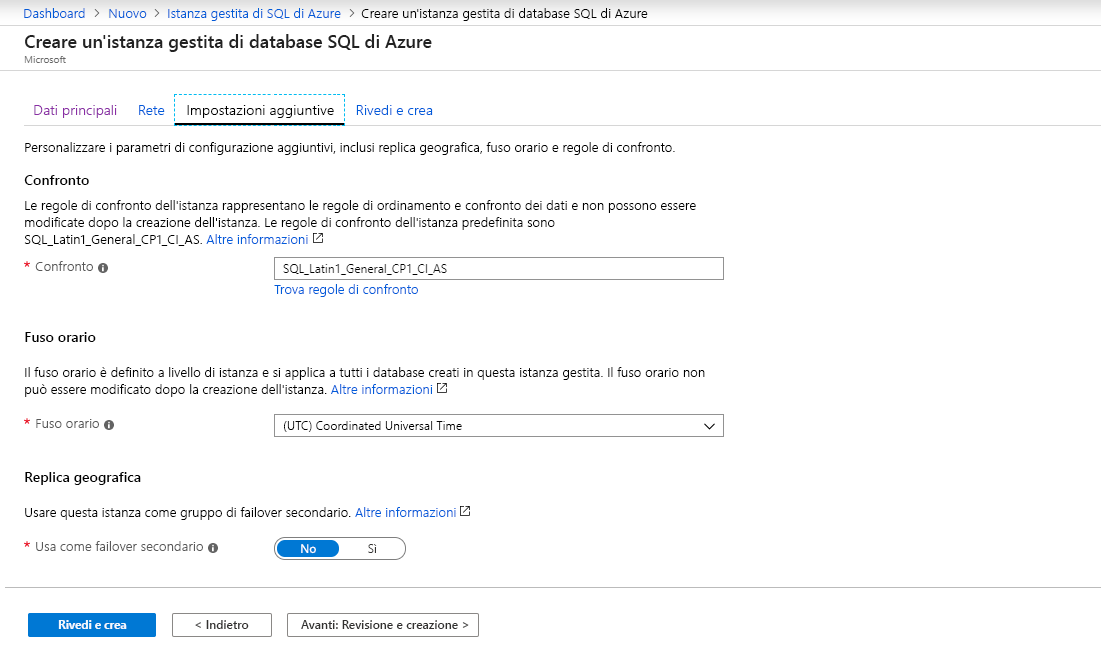 Dashboard > Nuovo > Istanza gestita di SQL di Azure > Creare un'istanza gestita di database SQL di Azure
Creare un'istanza gestita di database SQL di Azure
Microsoft
Dati principali Rete Impostazioni aggiuntive Rivedi e crea
Personalizzare i parametri di configurazione aggiuntivi, inclusi replica geografica, fuso orario e regole di confronto.
Confronto
Le regole di confronto dell'istanza rappresentano le regole di ordinamento e confronto dei dati e non possono essere
modificate dopo la creazione dell'istanza. Le regole di confronto dell'istanza predefinita sono
SQL_Latin1_General_CP1_CI_AS. Altre informazioni
* Confronto SQL_Latin1_General_CP1_CI_AS
Trova regole di confronto
Fuso orario
Il fuso orario è definito a livello di istanza e si applica a tutti i database creati in questa istanza gestita. Il fuso orario non
può essere modificato dopo la creazione dell'istanza. Altre informazioni
* Fuso orario (UTC) Coordinated Universal Time
Replica geografica
Usare questa istanza come gruppo di failover secondario. Altre informazioni
* Usa come failover secondario No Sì
Rivedi e crea < Indietro Avanti: Revisione e creazione >